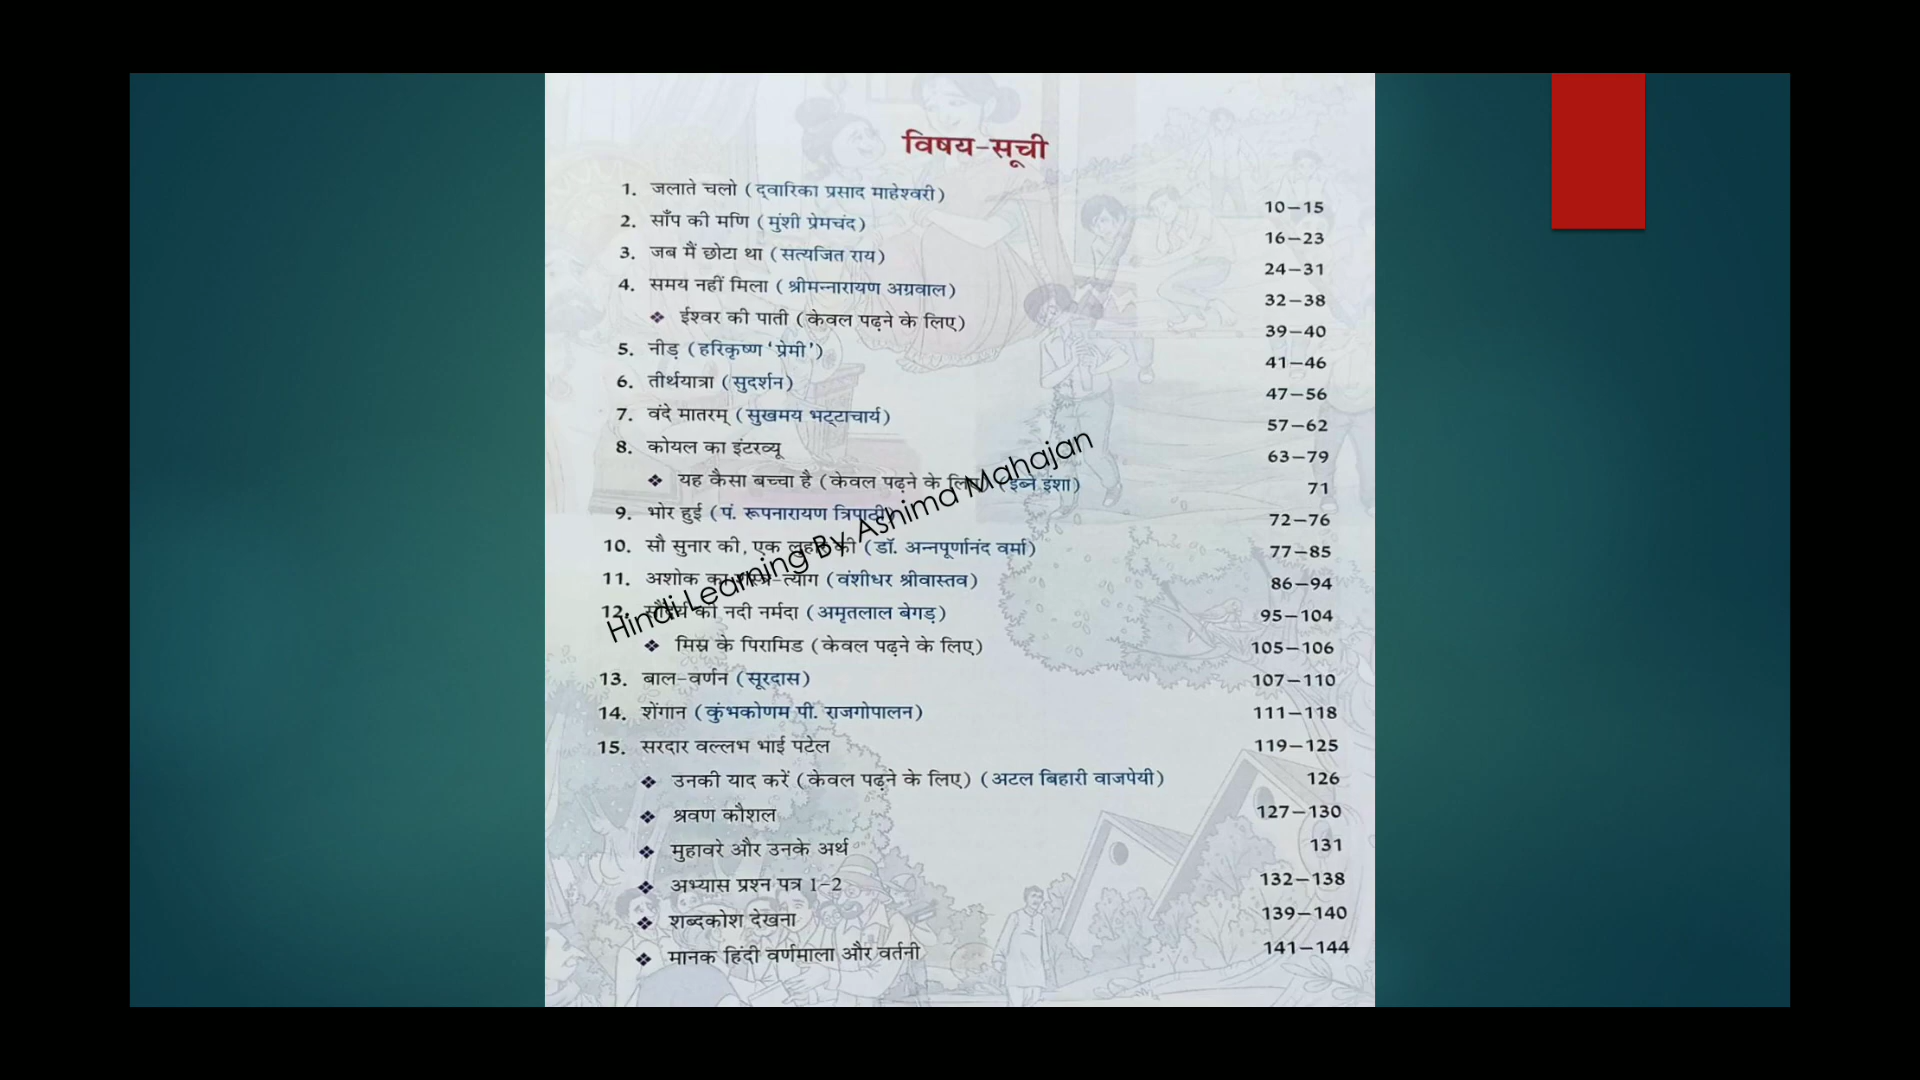 विषय-सूची
1. जलाते चलो (द्वारिका प्रसाद माहेश्वरी) 10–15
2. साँप की मणि (मुंशी प्रेमचंद) 16–23
3. जब मैं छोटा था (सत्यजित राय) 24–31
4. समय नहीं मिला (श्रीमन्नारायण अग्रवाल) 32–38
❖ ईश्वर की पाती (केवल पढ़ने के लिए) 39–40
5. नीड़ (हरिकृष्ण ‘प्रेमी’) 41–46
6. तीर्थयात्रा (सुदर्शन) 47–56
7. वंदे मातरम् (सुखमय भट्टाचार्य) 57–62
8. कोयल का इंटरव्यू 63–79
❖ यह कैसा बच्चा है (केवल पढ़ने के लिए) (इब्ने इंशा) 71
9. भोर हुई (पं. रूपनारायण त्रिपाठी) 72–76
10. सौ सुनार की, एक लुहार की (डॉ. अन्नपूर्णानंद वर्मा) 77–85
11. अशोक का शस्त्र-त्याग (वंशीधर श्रीवास्तव) 86–94
12. सौंदर्य की नदी नर्मदा (अमृतलाल बेगड़) 95–104
❖ मिस्र के पिरामिड (केवल पढ़ने के लिए) 105–106
13. बाल-वर्णन (सूरदास) 107–110
14. शेंगान (कुंभकोणम पी. राजगोपालन) 111–118
15. सरदार वल्लभ भाई पटेल 119–125
❖ उनकी याद करें (केवल पढ़ने के लिए) (अटल बिहारी वाजपेयी) 126
❖ श्रवण कौशल 127–130
❖ मुहावरे और उनके अर्थ 131
❖ अभ्यास प्रश्न पत्र 1–2 132–138
❖ शब्दकोश देखना 139–140
❖ मानक हिंदी वर्णमाला और वर्तनी 141–144
Hindi Learning By Ashima Mahajan